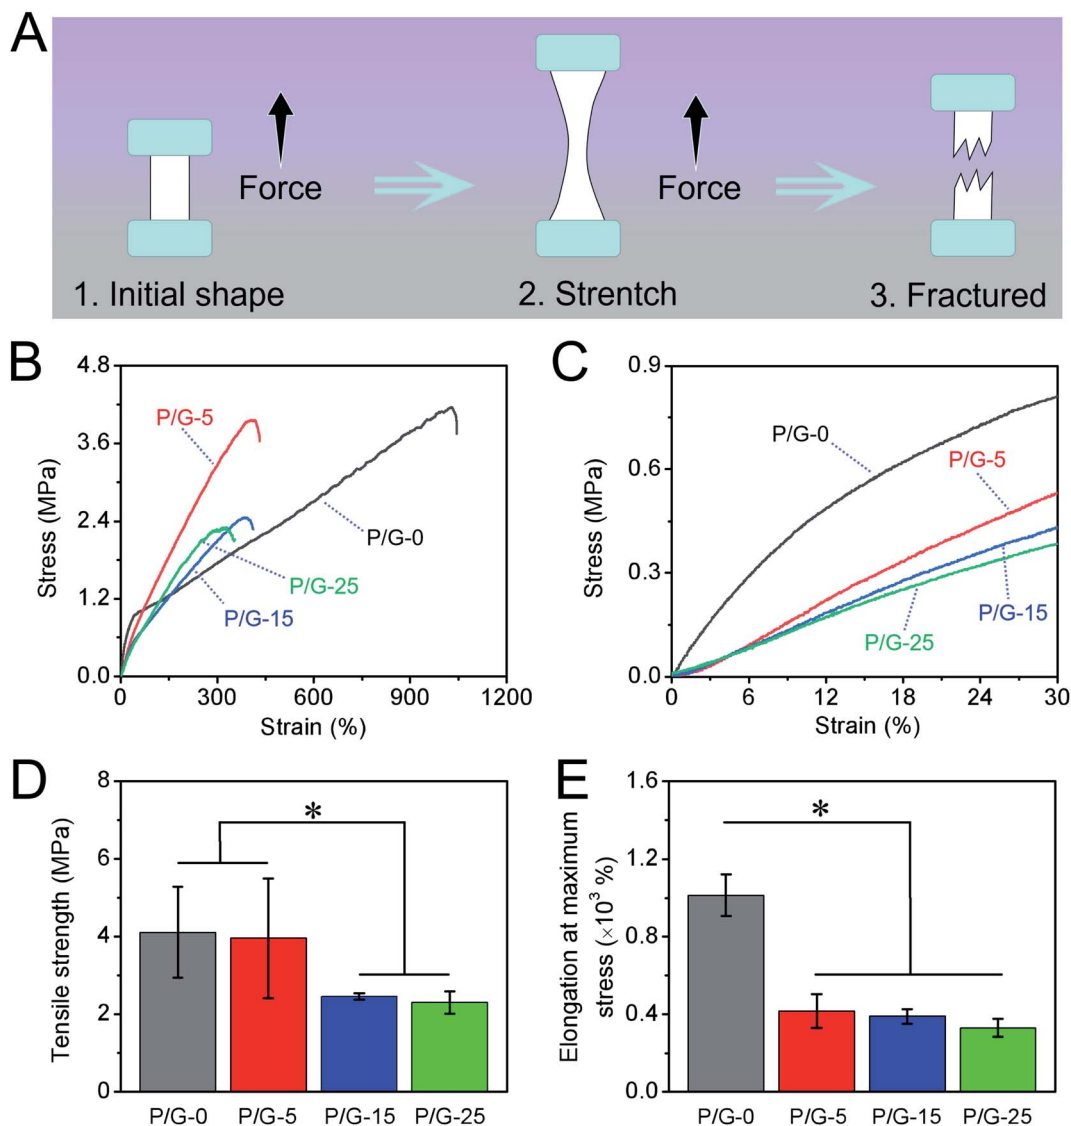 A
Force
Force
1. Initial shape
2. Strentch
3. Fractured
B
Stress (MPa)
4.8
3.6
2.4
1.2
0.0
P/G-5
P/G-0
P/G-25
P/G-15
0
300
600
900
1200
Strain (%)
C
Stress (MPa)
0.9
0.6
0.3
0.0
P/G-0
P/G-5
P/G-15
P/G-25
0
6
12
18
24
30
Strain (%)
D
Tensile strength (MPa)
8
6
4
2
0
*
P/G-0
P/G-5
P/G-15
P/G-25
E
Elongation at maximum
stress (×10³ %)
1.6
1.2
0.8
0.4
0.0
*
P/G-0
P/G-5
P/G-15
P/G-25